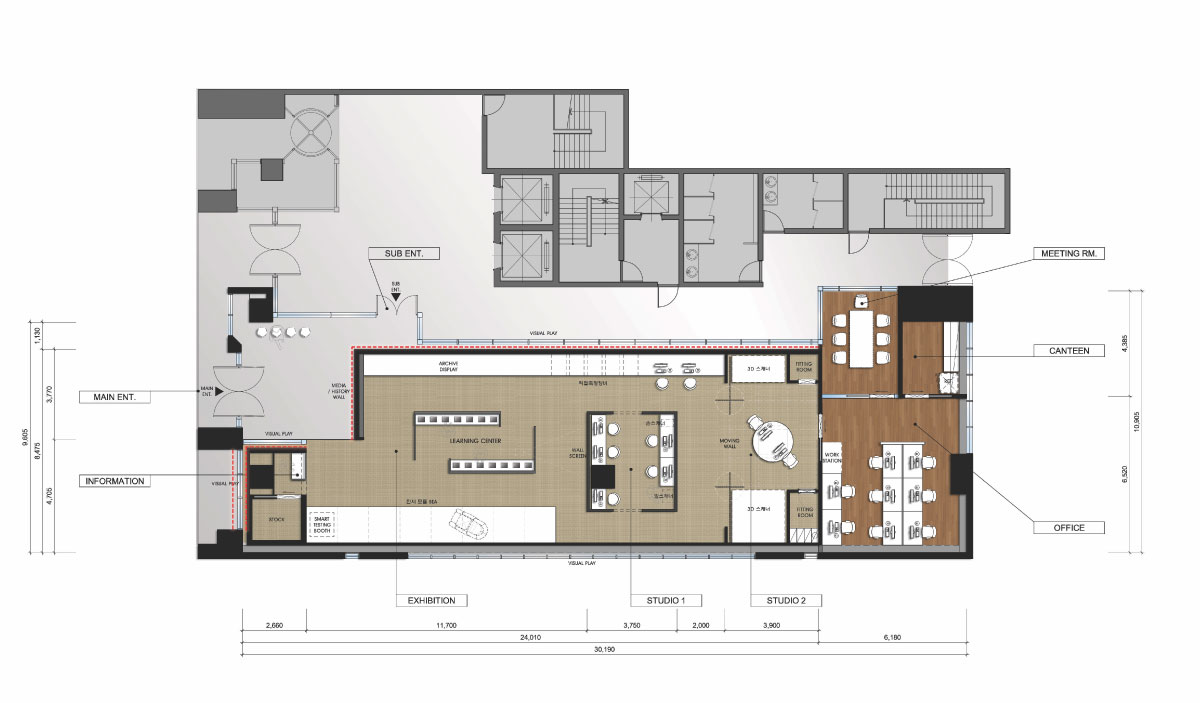 SUB ENT.
MEETING RM.
SUB
ENT.
VISUAL PLAY
1,130
4,385
CANTEEN
ARCHIVE
DISPLAY
3D 스캐너
FITTING
ROOM
MAIN
ENT.
MEDIA
/ HISTORY
WALL
MAIN ENT.
3,770
9,605
8,475
10,905
VISUAL PLAY
LEARNING CENTER
MOVING
WALL
WALL
SCREEN
WORK
STATION
INFORMATION
VISUAL PLAY
4,705
6,520
STOCK
SMART
TESTING
BOOTH
3D 스캐너
FITTING
ROOM
OFFICE
VISUAL PLAY
EXHIBITION
STUDIO 1
STUDIO 2
2,660
11,700
3,750
2,000
3,900
24,010
6,180
30,190